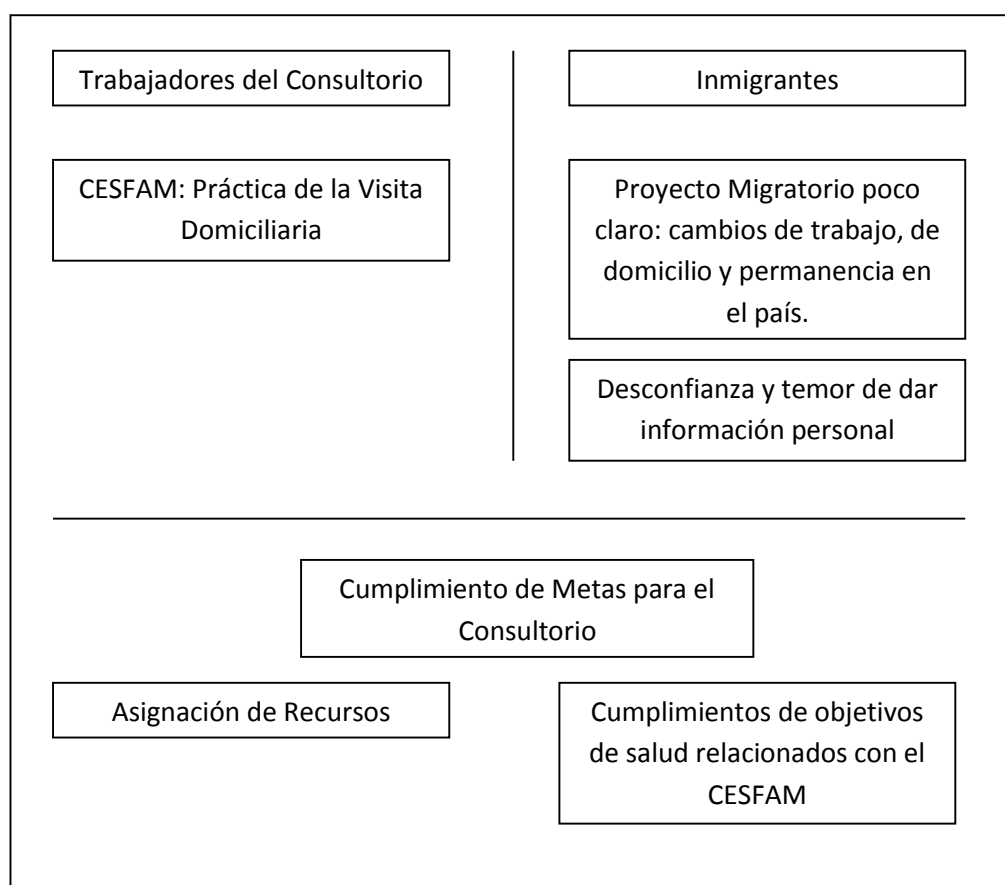 Trabajadores del Consultorio
Inmigrantes
CESFAM: Práctica de la Visita
Domiciliaria
Proyecto Migratorio poco
claro: cambios de trabajo, de
domicilio y permanencia en
el país.
Desconfianza y temor de dar
información personal
Cumplimiento de Metas para el
Consultorio
Asignación de Recursos
Cumplimientos de objetivos
de salud relacionados con el
CESFAM